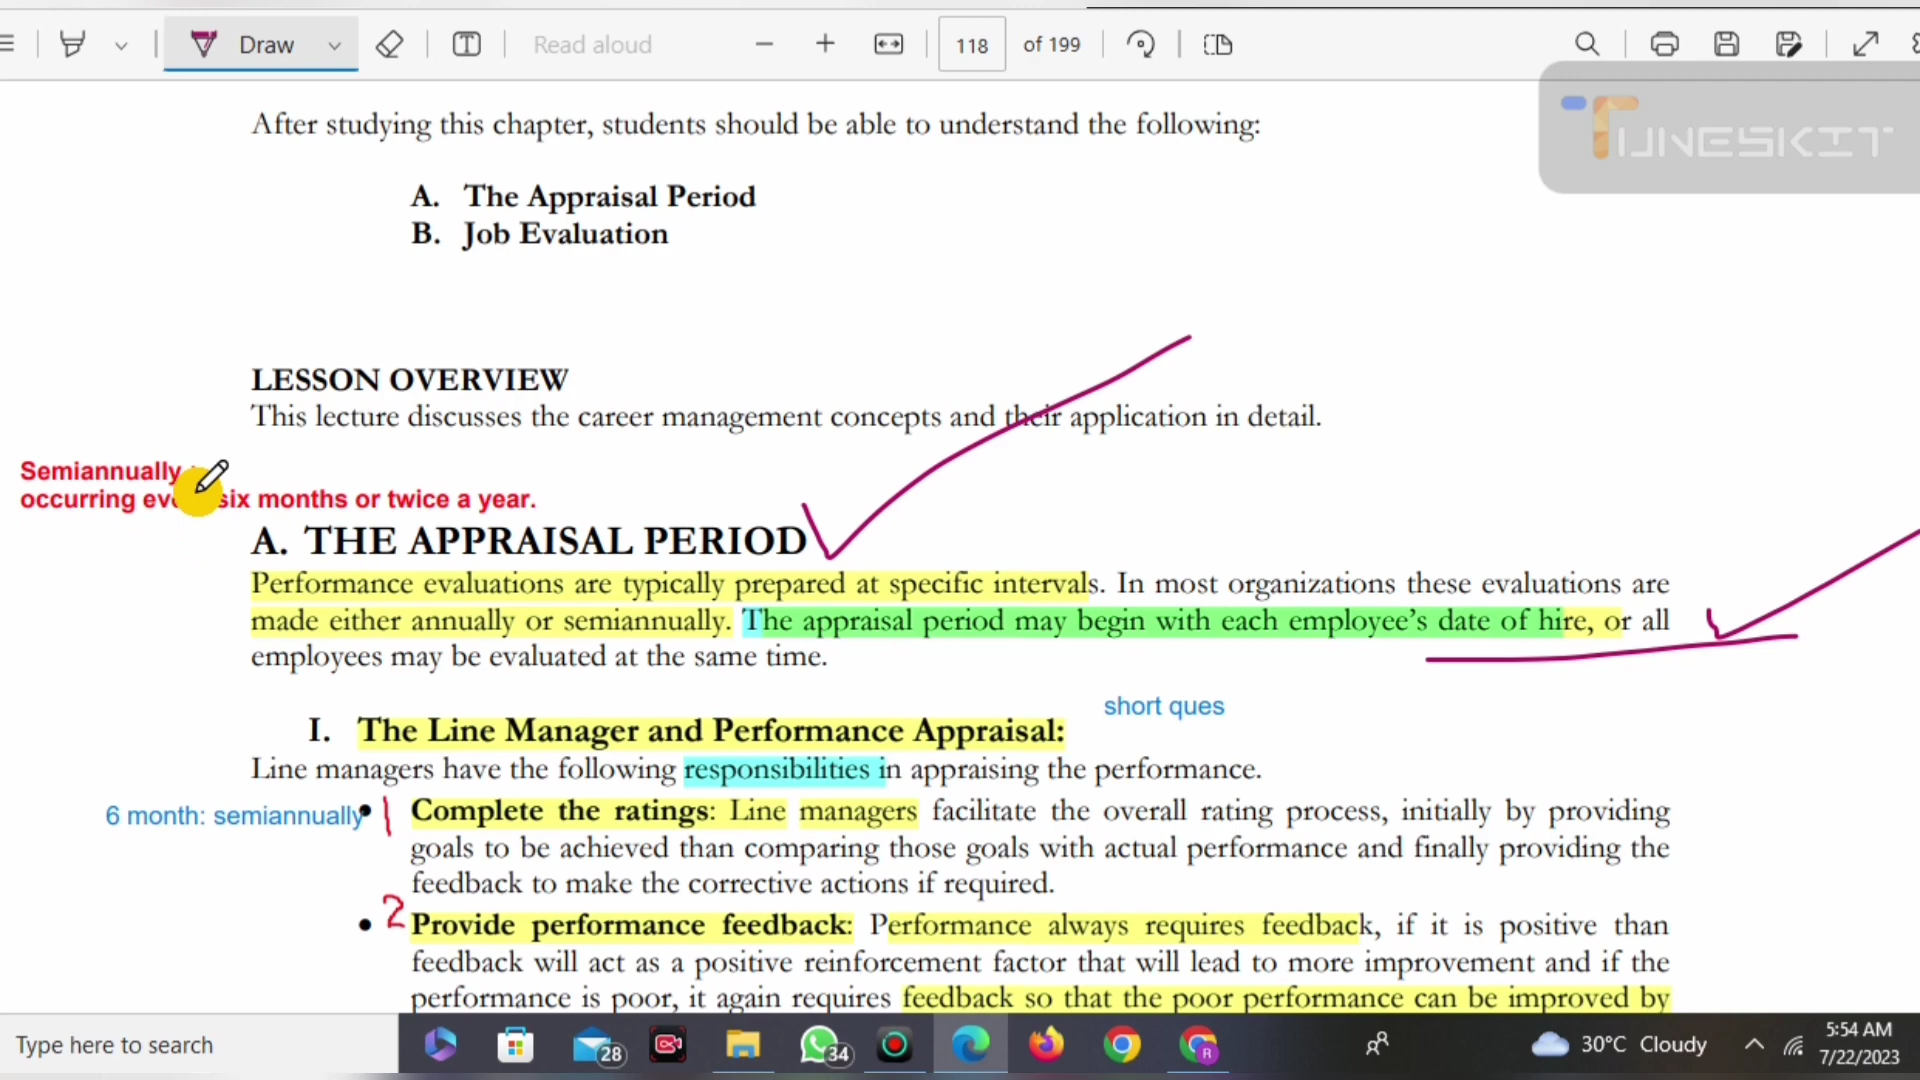 Draw
Read aloud
118 of 199
TUNESKIT
After studying this chapter, students should be able to understand the following:
A. The Appraisal Period
B. Job Evaluation
LESSON OVERVIEW
This lecture discusses the career management concepts and their application in detail.
Semiannually
occurring six months or twice a year.
A. THE APPRAISAL PERIOD
Performance evaluations are typically prepared at specific intervals. In most organizations these evaluations are
made either annually or semiannually. The appraisal period may begin with each employee's date of hire, or all
employees may be evaluated at the same time.
short ques
I. The Line Manager and Performance Appraisal:
Line managers have the following responsibilities in appraising the performance.
6 month: semiannually
1 Complete the ratings: Line managers facilitate the overall rating process, initially by providing
goals to be achieved than comparing those goals with actual performance and finally providing the
feedback to make the corrective actions if required.
2 Provide performance feedback: Performance always requires feedback, if it is positive than
feedback will act as a positive reinforcement factor that will lead to more improvement and if the
performance is poor, it again requires feedback so that the poor performance can be improved by
Type here to search
28
34
R
30°C Cloudy
5:54 AM
7/22/2023